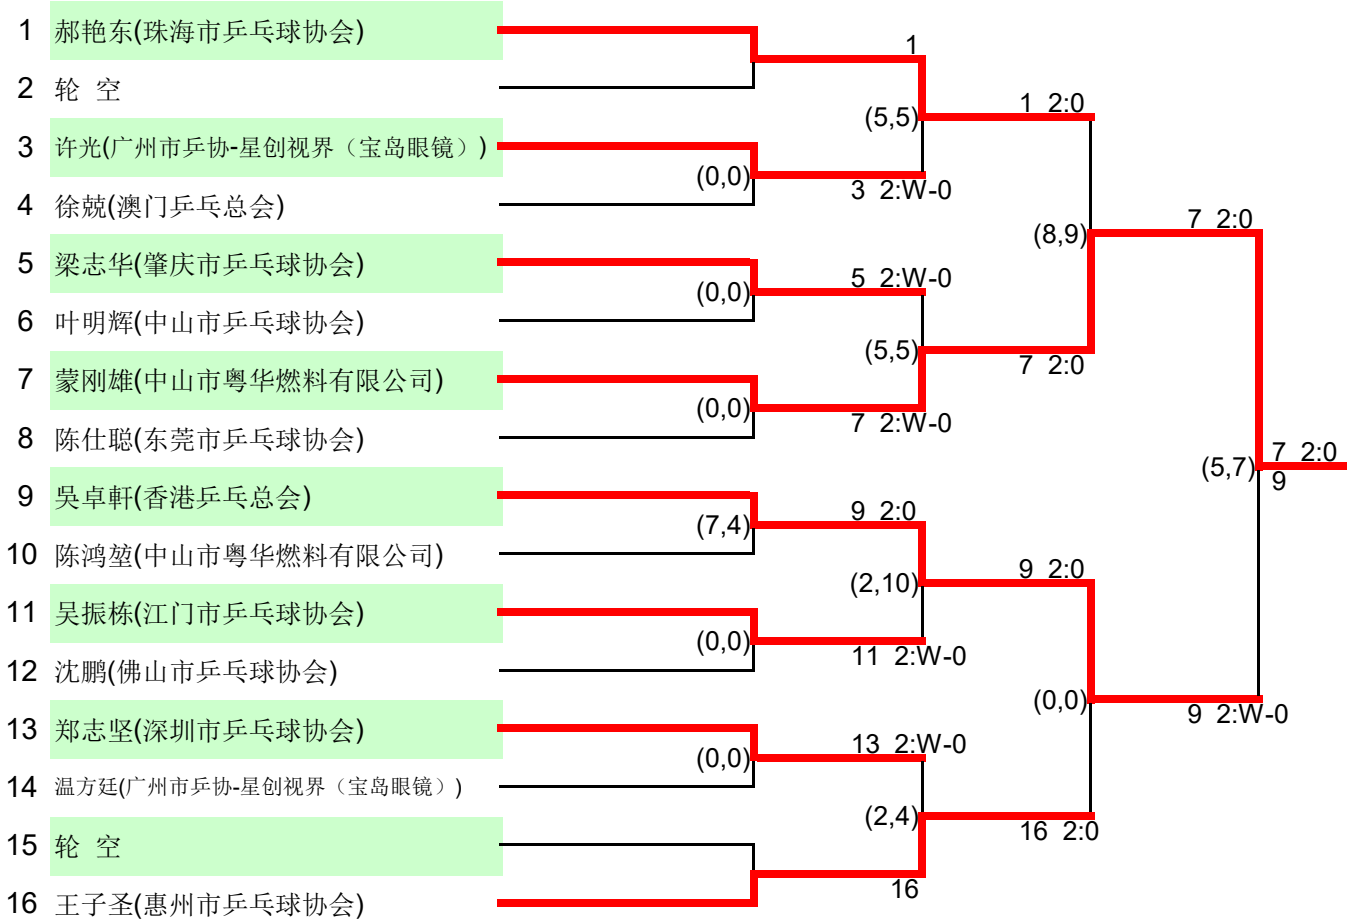 1 郝艳东(珠海市乒乓球协会)
1
2 轮 空
1 2:0
(5,5)
3 许光(广州市乒协-星创视界（宝岛眼镜）)
(0,0)
3 2:W-0
4 徐兢(澳门乒乓总会)
7 2:0
(8,9)
5 梁志华(肇庆市乒乓球协会)
5 2:W-0
(0,0)
6 叶明辉(中山市乒乓球协会)
(5,5)
7 2:0
7 蒙刚雄(中山市粤华燃料有限公司)
(0,0)
7 2:W-0
8 陈仕聪(东莞市乒乓球协会)
7 2:0
(5,7)
9
9 吳卓軒(香港乒乓总会)
9 2:0
(7,4)
10 陈鸿堃(中山市粤华燃料有限公司)
9 2:0
(2,10)
11 吴振栋(江门市乒乓球协会)
(0,0)
11 2:W-0
12 沈鹏(佛山市乒乓球协会)
(0,0)
9 2:W-0
13 郑志坚(深圳市乒乓球协会)
13 2:W-0
(0,0)
14 温方廷(广州市乒协-星创视界（宝岛眼镜）)
(2,4)
16 2:0
15 轮 空
16
16 王子圣(惠州市乒乓球协会)